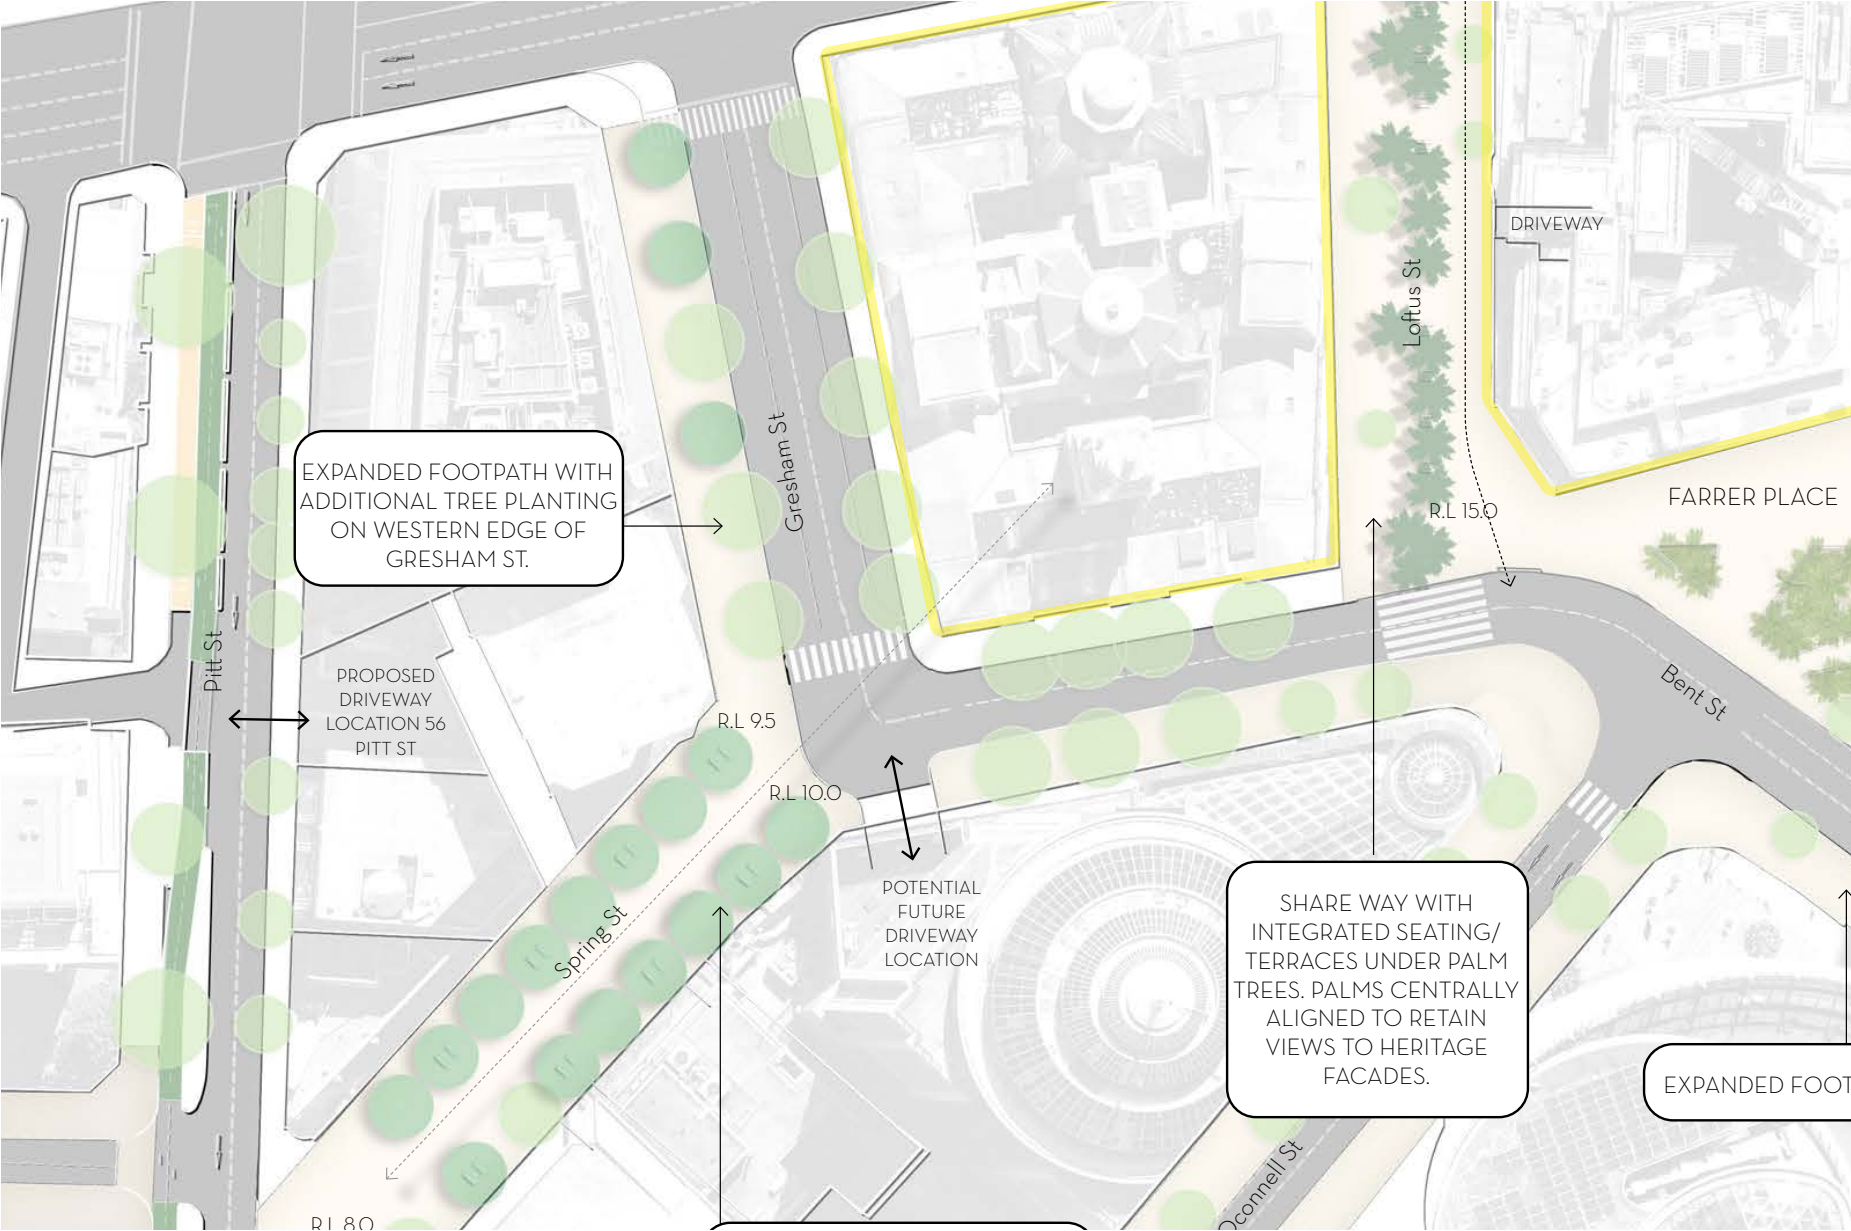 DRIVEWAY
Loftus St
EXPANDED FOOTPATH WITH
ADDITIONAL TREE PLANTING
ON WESTERN EDGE OF
GRESHAM ST.
Gresham St
FARRER PLACE
R.L 15.0
Pitt St
PROPOSED
DRIVEWAY
LOCATION 56
PITT ST
Bent St
R.L 9.5
R.L 10.0
POTENTIAL
FUTURE
DRIVEWAY
LOCATION
Spring St
SHARE WAY WITH
INTEGRATED SEATING/
TERRACES UNDER PALM
TREES. PALMS CENTRALLY
ALIGNED TO RETAIN
VIEWS TO HERITAGE
FACADES.
EXPANDED FOOT
Oconnell St
R.L 8.0